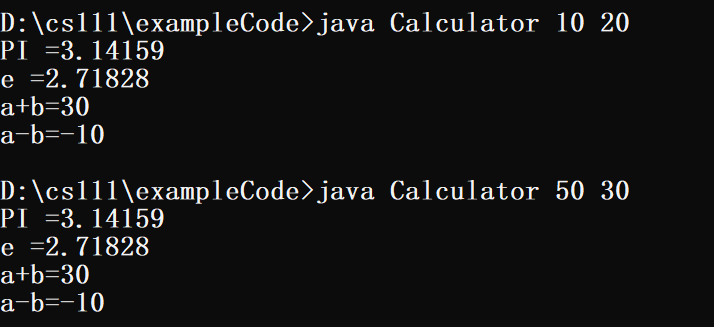 D:\cs111\exampleCode>java Calculator 10 20
PI =3.14159
e =2.71828
a+b=30
a-b=-10
D:\cs111\exampleCode>java Calculator 50 30
PI =3.14159
e =2.71828
a+b=30
a-b=-10